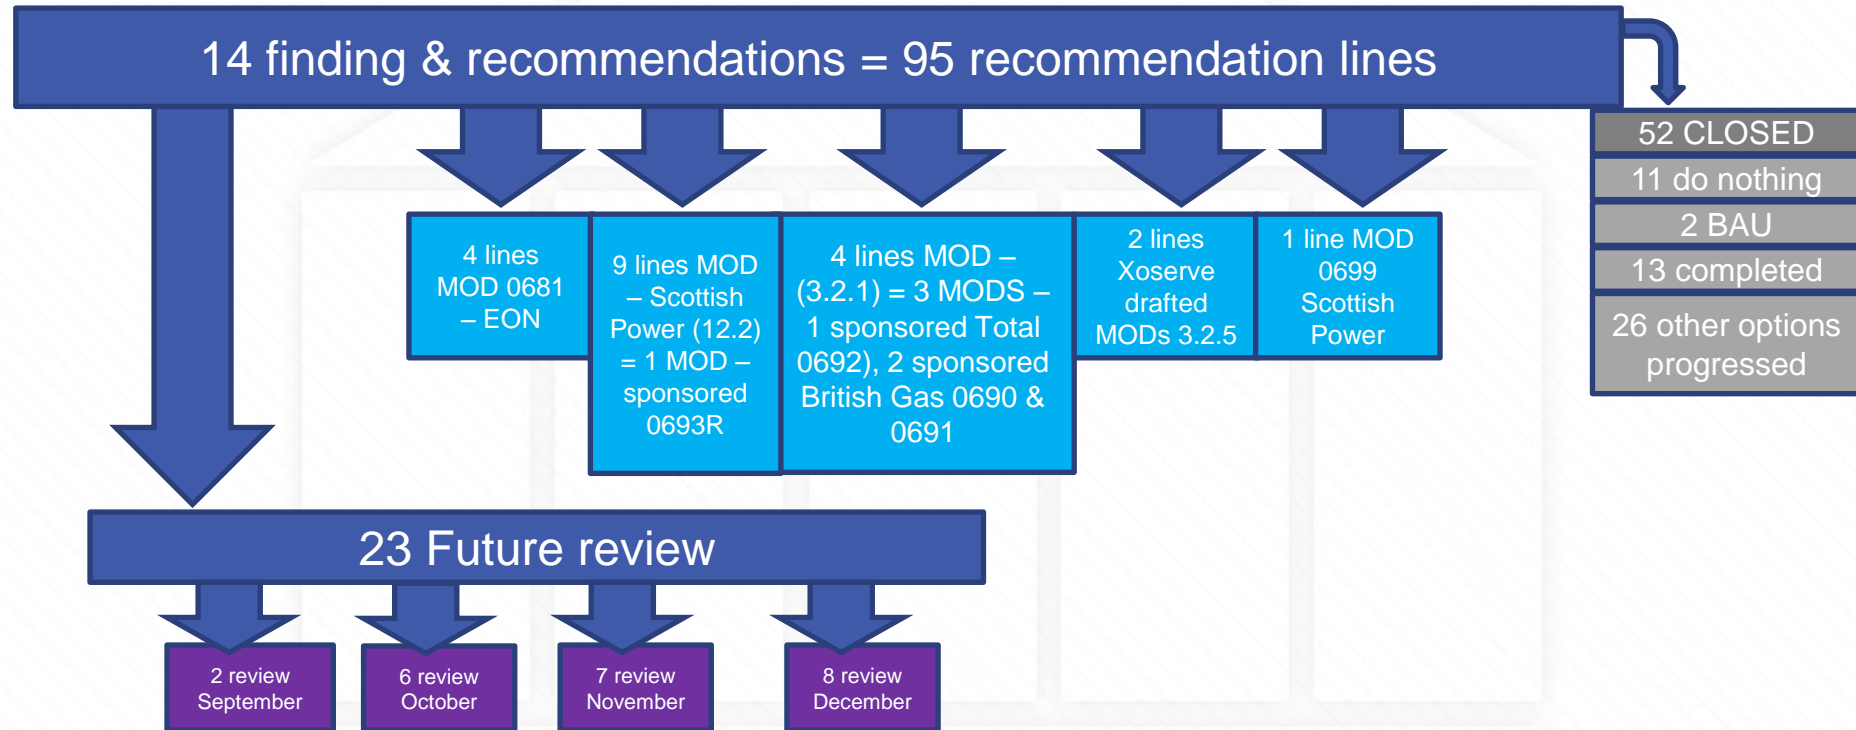 14 finding & recommendations = 95 recommendation lines
52 CLOSED
11 do nothing
2 BAU
13 completed
26 other options
progressed
4 lines
MOD 0681
– EON
9 lines MOD
– Scottish
Power (12.2)
= 1 MOD –
sponsored
0693R
4 lines MOD –
(3.2.1) = 3 MODS –
1 sponsored Total
0692), 2 sponsored
British Gas 0690 &
0691
2 lines
Xoserve
drafted
MODs 3.2.5
1 line MOD
0699
Scottish
Power
23 Future review
2 review
September
6 review
October
7 review
November
8 review
December